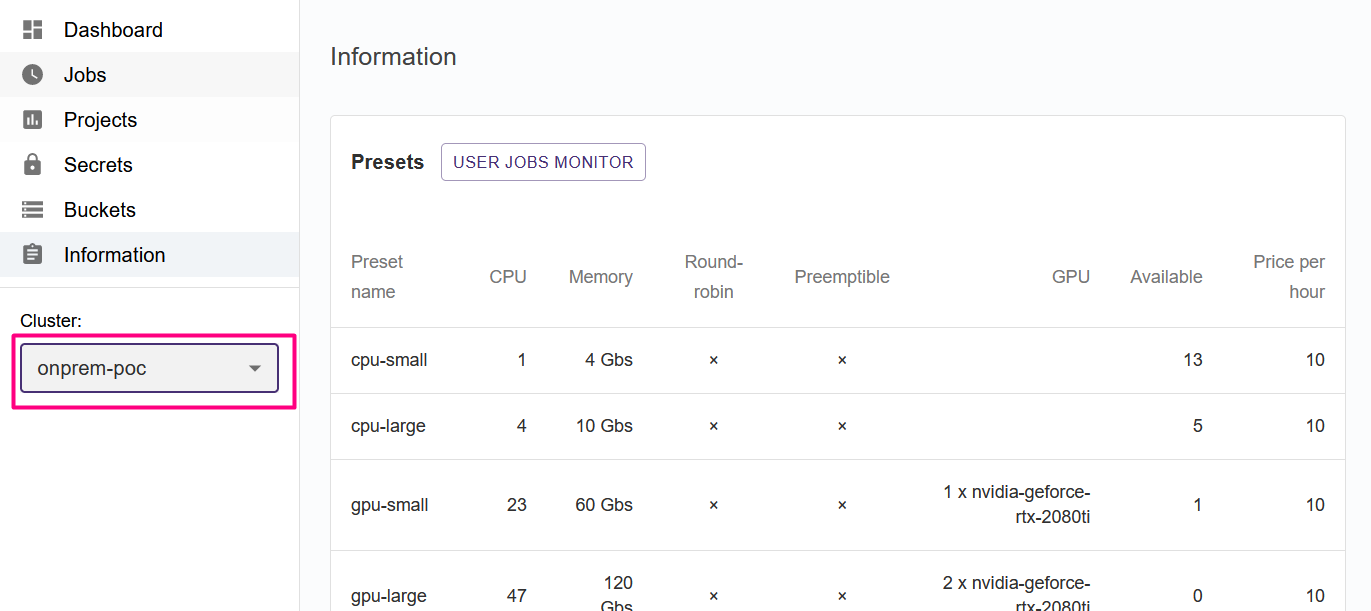 Dashboard
Jobs
Projects
Secrets
Buckets
Information
Cluster:
onprem-poc
Information
Presets USER JOBS MONITOR
Preset name CPU Memory Round-robin Preemptible GPU Available Price per hour
cpu-small 1 4 Gbs × × 13 10
cpu-large 4 10 Gbs × × 5 10
gpu-small 23 60 Gbs × × 1 x nvidia-geforce-rtx-2080ti 1 10
gpu-large 47 120 Gbs × × 2 x nvidia-geforce-rtx-2080ti 0 10